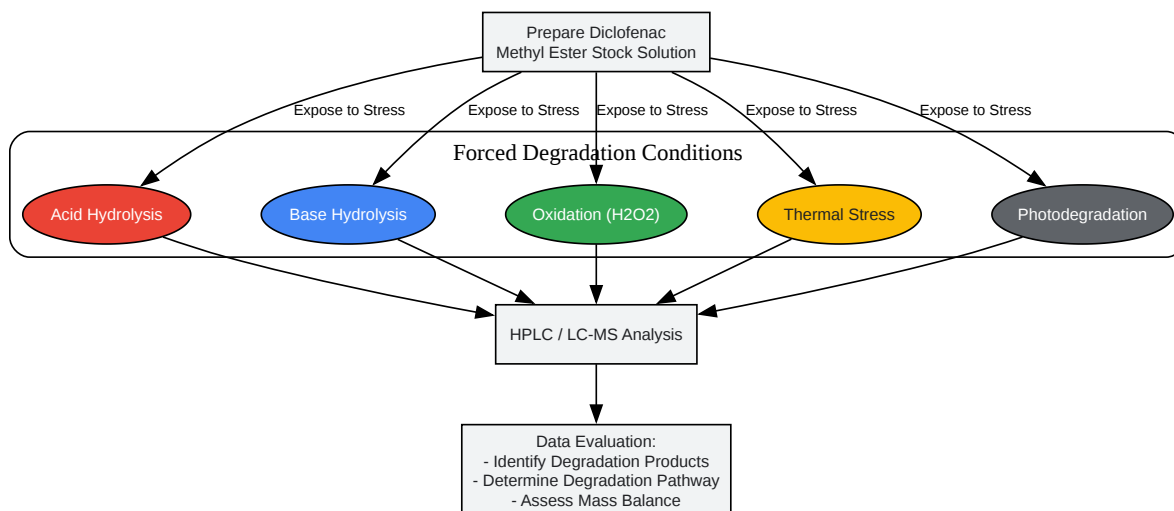 Prepare Diclofenac
Methyl Ester Stock Solution
Expose to Stress
Expose to Stress
Expose to Stress
Expose to Stress
Expose to Stress
Forced Degradation Conditions
Acid Hydrolysis
Base Hydrolysis
Oxidation (H2O2)
Thermal Stress
Photodegradation
HPLC / LC-MS Analysis
Data Evaluation:
- Identify Degradation Products
- Determine Degradation Pathway
- Assess Mass Balance